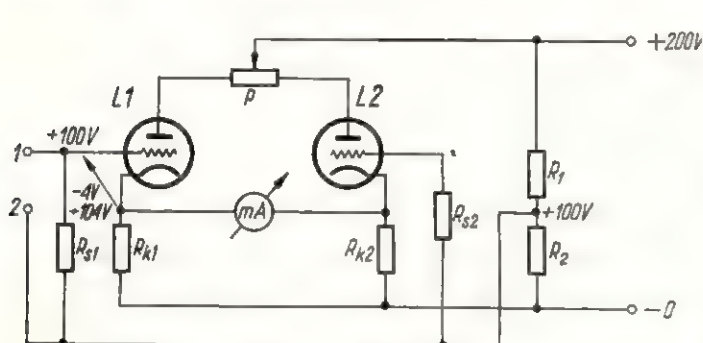 +200V
P
L1
L2
+100V
1
2
-4V
+104V
mA
Rs1
Rk1
Rk2
Rs2
R1
+100V
R2
-0